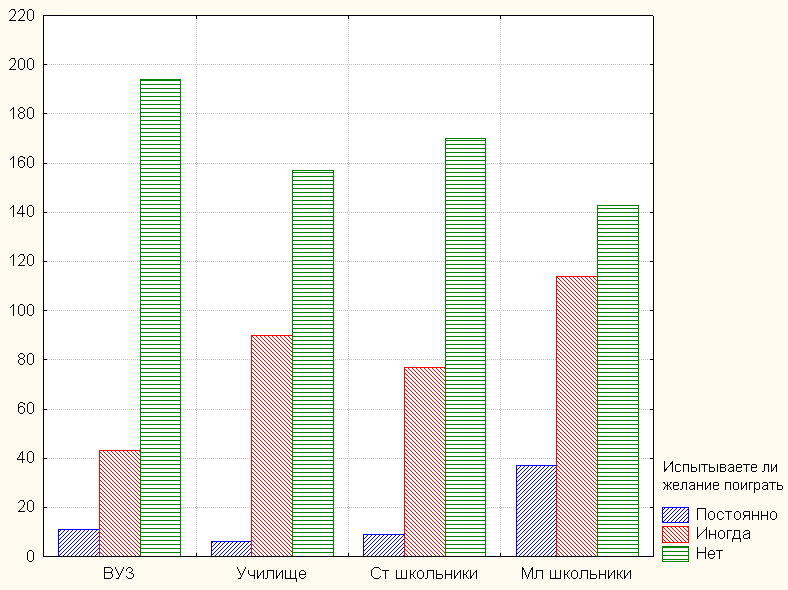 220
200
180
160
140
120
100
80
60
40
20
0
ВУЗ Училище Ст школьники Мл школьники
Испытываете ли
желание поиграть
Постоянно
Иногда
Нет